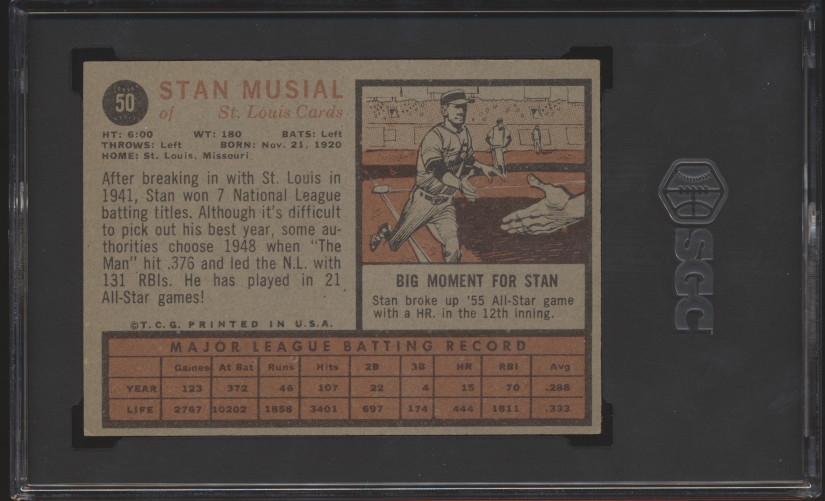 50
STAN MUSIAL
of St. Louis Cards
HT: 6:00 WT: 180 BATS: Left
THROWS: Left BORN: Nov. 21, 1920
HOME: St. Louis, Missouri
After breaking in with St. Louis in
1941, Stan won 7 National League
batting titles. Although it's difficult
to pick out his best year, some au-
thorities choose 1948 when "The
Man" hit .376 and led the N.L. with
131 RBIs. He has played in 21
All-Star games!
©T.C.G. PRINTED IN U.S.A.
BIG MOMENT FOR STAN
Stan broke up '55 All-Star game
with a HR. in the 12th inning.
MAJOR LEAGUE BATTING RECORD
Games At Bat Runs Hits 2B 3B HR RBI Avg
YEAR 123 372 46 107 22 4 15 70 .288
LIFE 2767 10202 1858 3401 697 174 444 1811 .333
SGC